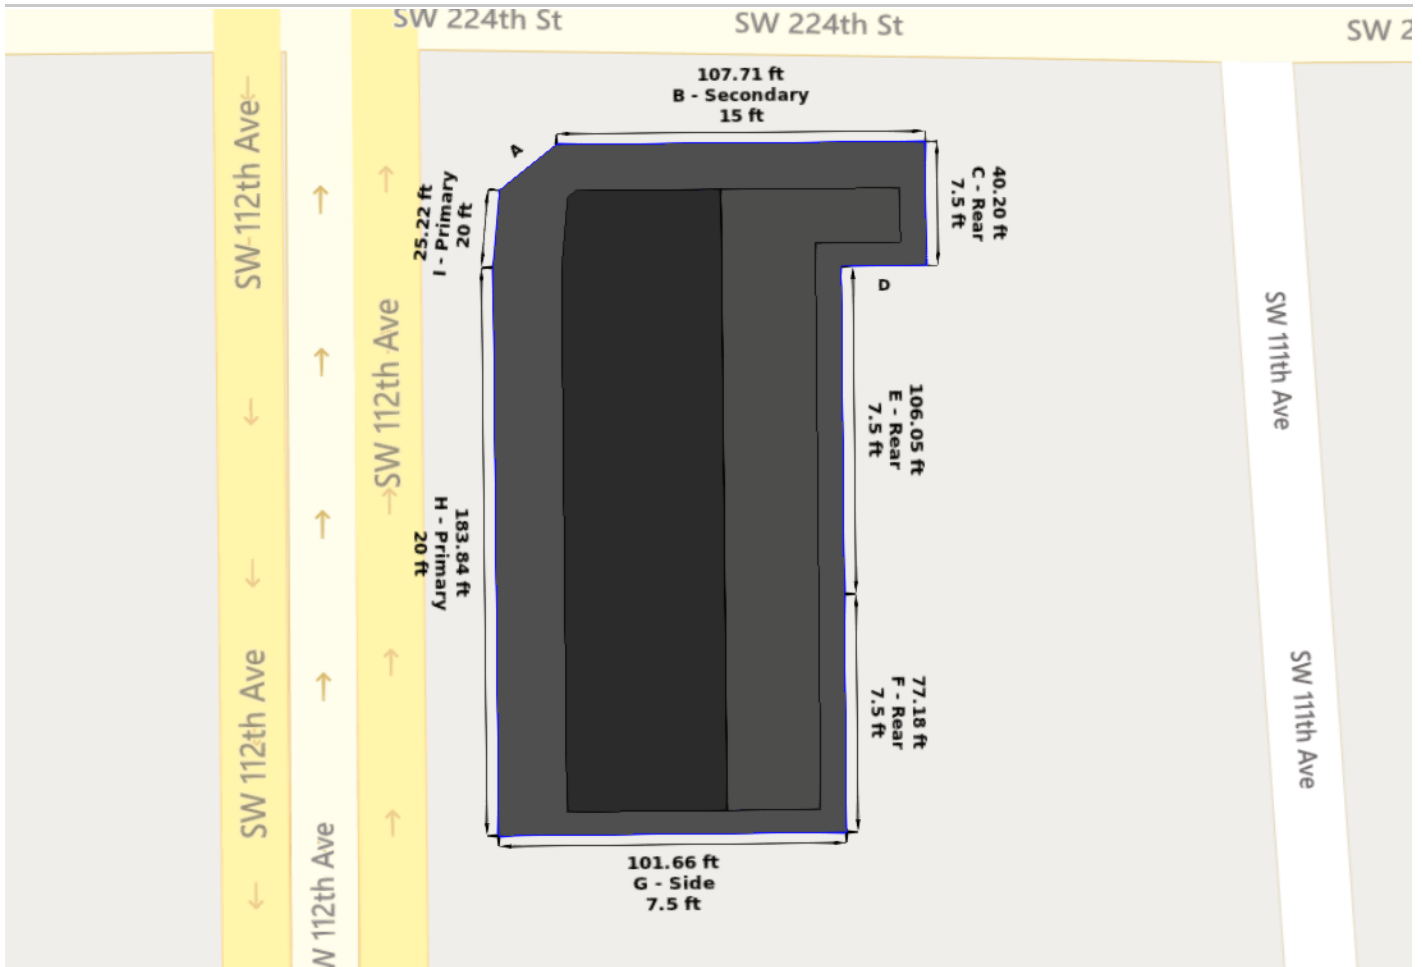 SW 224th St
SW 224th St
SW 2
107.71 ft
B - Secondary
15 ft
A
SW 112th Ave
25.22 ft
I - Primary
20 ft
40.20 ft
C - Rear
7.5 ft
D
SW 112th Ave
SW 111th Ave
106.05 ft
E - Rear
7.5 ft
183.84 ft
H - Primary
20 ft
SW 112th Ave
77.18 ft
F - Rear
7.5 ft
SW 111th Ave
W 112th Ave
101.66 ft
G - Side
7.5 ft